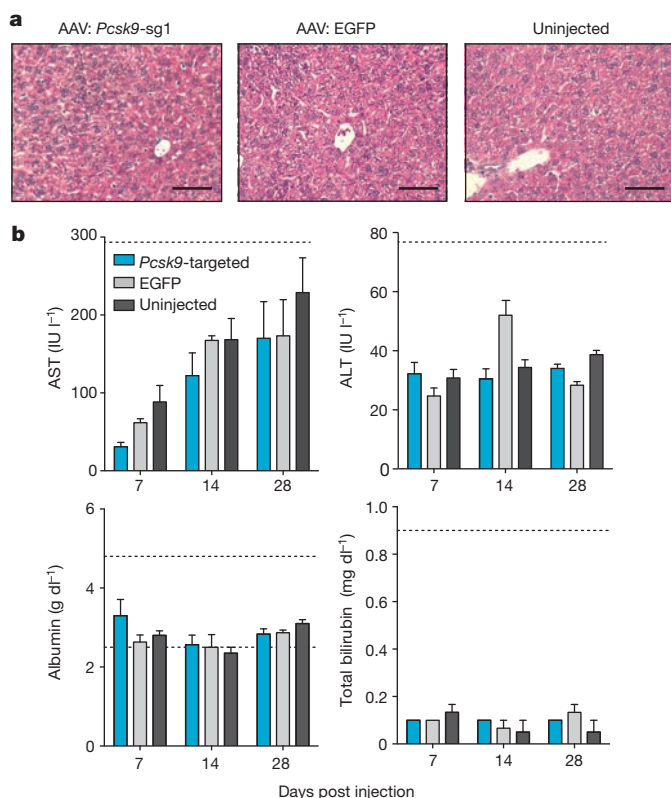 a
AAV: Pcsk9-sg1
AAV: EGFP
Uninjected
b
AST (IU l⁻¹)
300
200
100
0
Pcsk9-targeted
EGFP
Uninjected
7 14 28
ALT (IU l⁻¹)
80
60
40
20
0
7 14 28
Albumin (g dl⁻¹)
6
4
2
0
7 14 28
Total bilirubin (mg dl⁻¹)
1.0
0.8
0.6
0.4
0.2
0
7 14 28
Days post injection